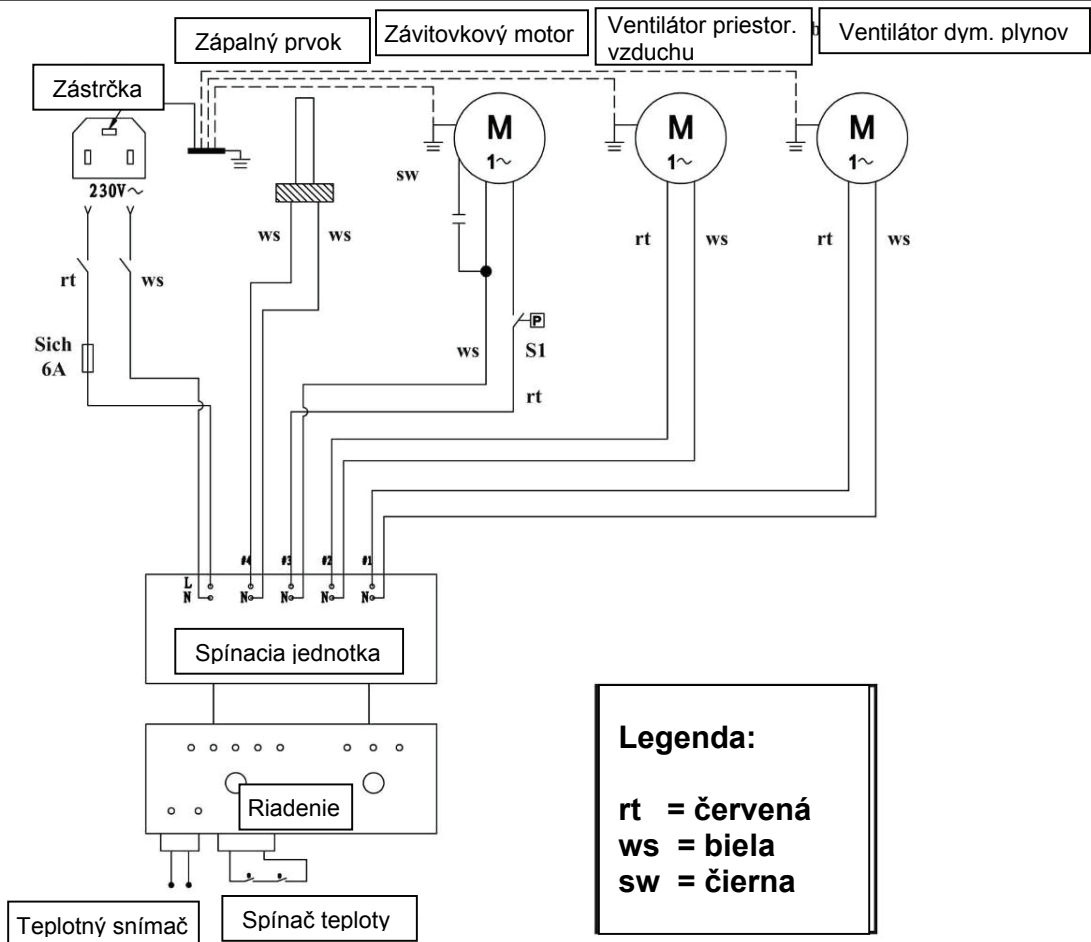 Zápalný prvok
Závitovkový motor
Ventilátor priestor.
vzduchu
Ventilátor dym. plynov
Zástrčka
M
1~
M
1~
M
1~
230V~
sw
ws
ws
rt
ws
rt
ws
rt
ws
Sich
6A
ws
P
S1
rt
#4
#3
#2
#1
L
N
N
N
N
N
Spínacia jednotka
Riadenie
Teplotný snímač
Spínač teploty
Legenda:
rt = červená
ws = biela
sw = čierna